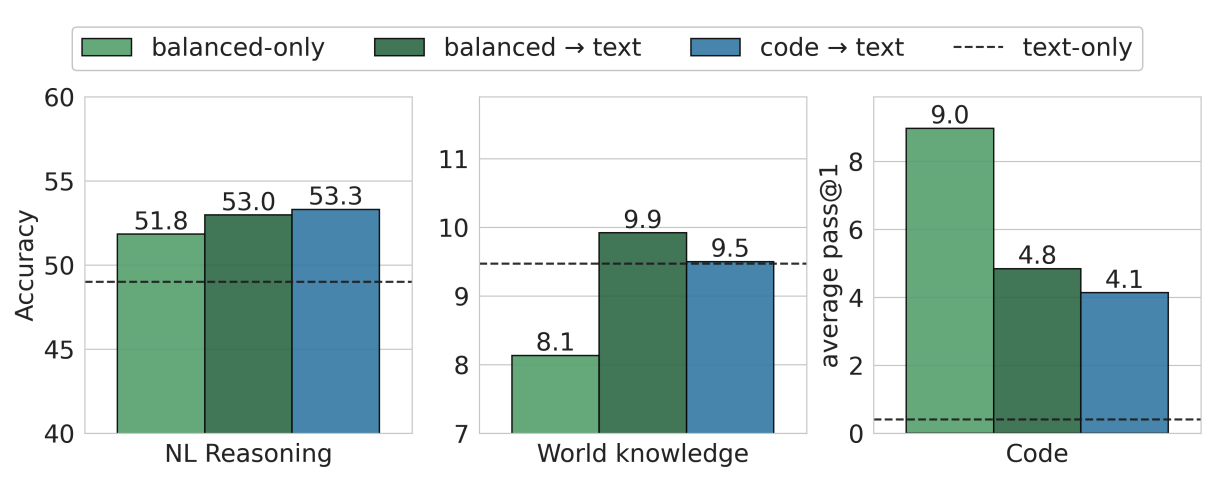 balanced-only balanced → text code → text text-only
Accuracy
60
55
50
45
40
51.8 53.0 53.3
NL Reasoning
11
10
9
8
7
8.1 9.9 9.5
World knowledge
average pass@1
8
6
4
2
0
9.0 4.8 4.1
Code